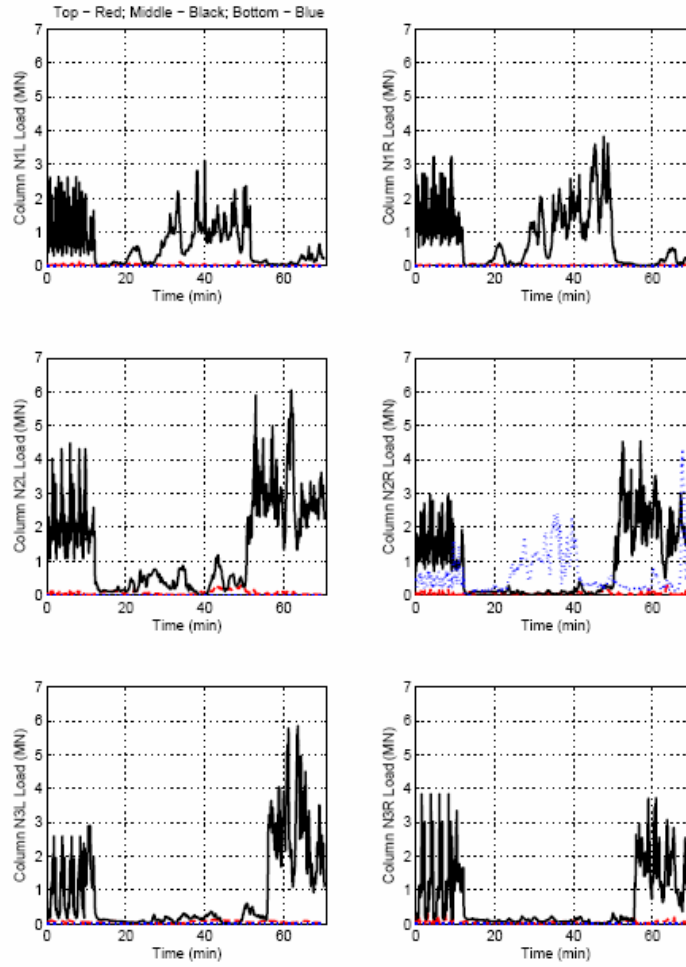 Top − Red; Middle − Black; Bottom − Blue
Column N1L Load (MN)
7
6
5
4
3
2
1
0
0 20 40 60
Time (min)
Column N1R Load (MN)
7
6
5
4
3
2
1
0
0 20 40 60
Time (min)
Column N2L Load (MN)
7
6
5
4
3
2
1
0
0 20 40 60
Time (min)
Column N2R Load (MN)
7
6
5
4
3
2
1
0
0 20 40 60
Time (min)
Column N3L Load (MN)
7
6
5
4
3
2
1
0
0 20 40 60
Time (min)
Column N3R Load (MN)
7
6
5
4
3
2
1
0
0 20 40 60
Time (min)